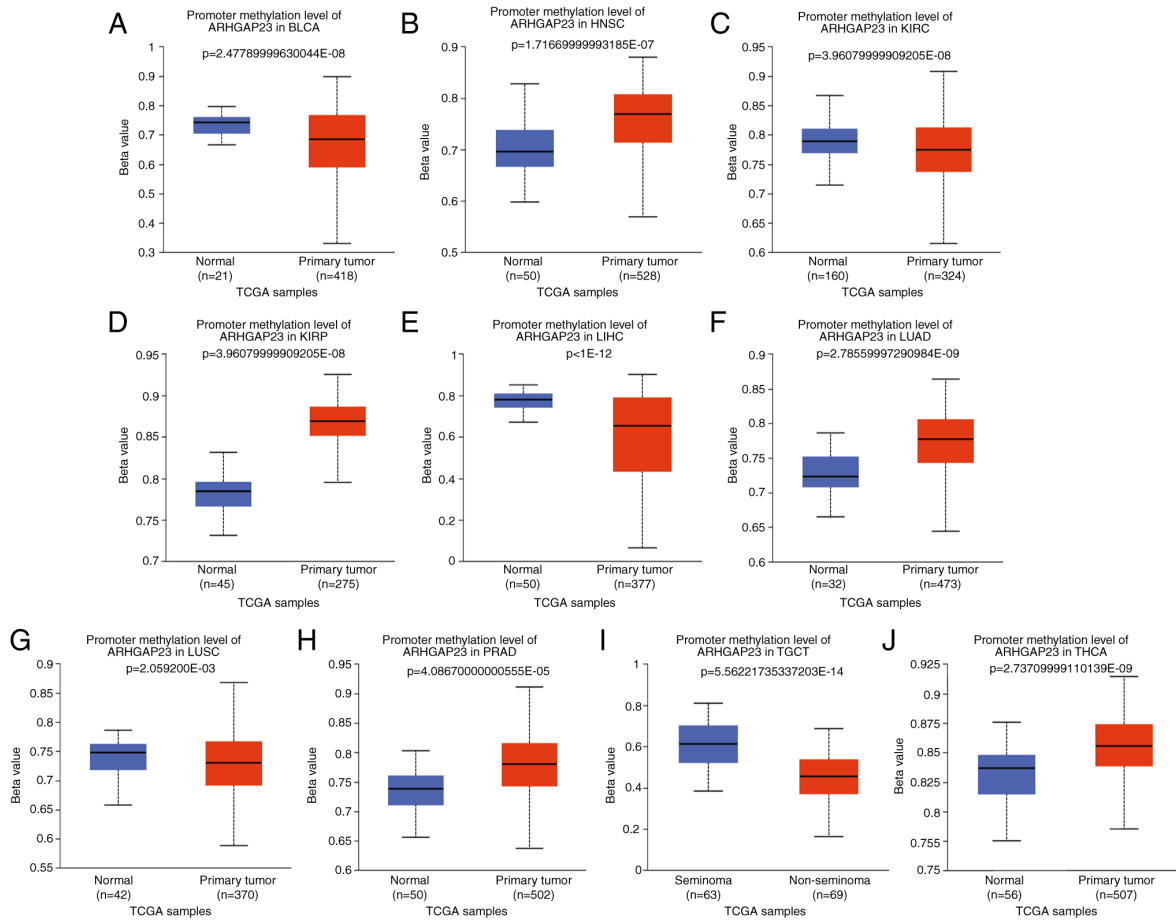 A
Promoter methylation level of
ARHGAP23 in BLCA
p=2.47789999630044E-08
Beta value
1
0.9
0.8
0.7
0.6
0.5
0.4
0.3
Normal
(n=21)
Primary tumor
(n=418)
TCGA samples
B
Promoter methylation level of
ARHGAP23 in HNSC
p=1.71669999993185E-07
Beta value
0.9
0.8
0.7
0.6
0.5
Normal
(n=50)
Primary tumor
(n=528)
TCGA samples
C
Promoter methylation level of
ARHGAP23 in KIRC
p=3.96079999909205E-08
Beta value
0.95
0.9
0.85
0.8
0.75
0.7
0.65
0.6
Normal
(n=160)
Primary tumor
(n=324)
TCGA samples
D
Promoter methylation level of
ARHGAP23 in KIRP
p=3.96079999909205E-08
Beta value
0.95
0.9
0.85
0.8
0.75
0.7
Normal
(n=45)
Primary tumor
(n=275)
TCGA samples
E
Promoter methylation level of
ARHGAP23 in LIHC
p<1E-12
Beta value
1
0.8
0.6
0.4
0.2
0
Normal
(n=50)
Primary tumor
(n=377)
TCGA samples
F
Promoter methylation level of
ARHGAP23 in LUAD
p=2.78559997290984E-09
Beta value
0.9
0.85
0.8
0.75
0.7
0.65
0.6
Normal
(n=32)
Primary tumor
(n=473)
TCGA samples
G
Promoter methylation level of
ARHGAP23 in LUSC
p=2.059200E-03
Beta value
0.9
0.85
0.8
0.75
0.7
0.65
0.6
0.55
Normal
(n=42)
Primary tumor
(n=370)
TCGA samples
H
Promoter methylation level of
ARHGAP23 in PRAD
p=4.08670000000555E-05
Beta value
0.95
0.9
0.85
0.8
0.75
0.7
0.65
0.6
Normal
(n=50)
Primary tumor
(n=502)
TCGA samples
I
Promoter methylation level of
ARHGAP23 in TGCT
p=5.56221735337203E-14
Beta value
1
0.8
0.6
0.4
0.2
0
Seminoma
(n=63)
Non-seminoma
(n=69)
TCGA samples
J
Promoter methylation level of
ARHGAP23 in THCA
p=2.73709999110139E-09
Beta value
0.925
0.9
0.875
0.85
0.825
0.8
0.755
0.75
Normal
(n=56)
Primary tumor
(n=507)
TCGA samples